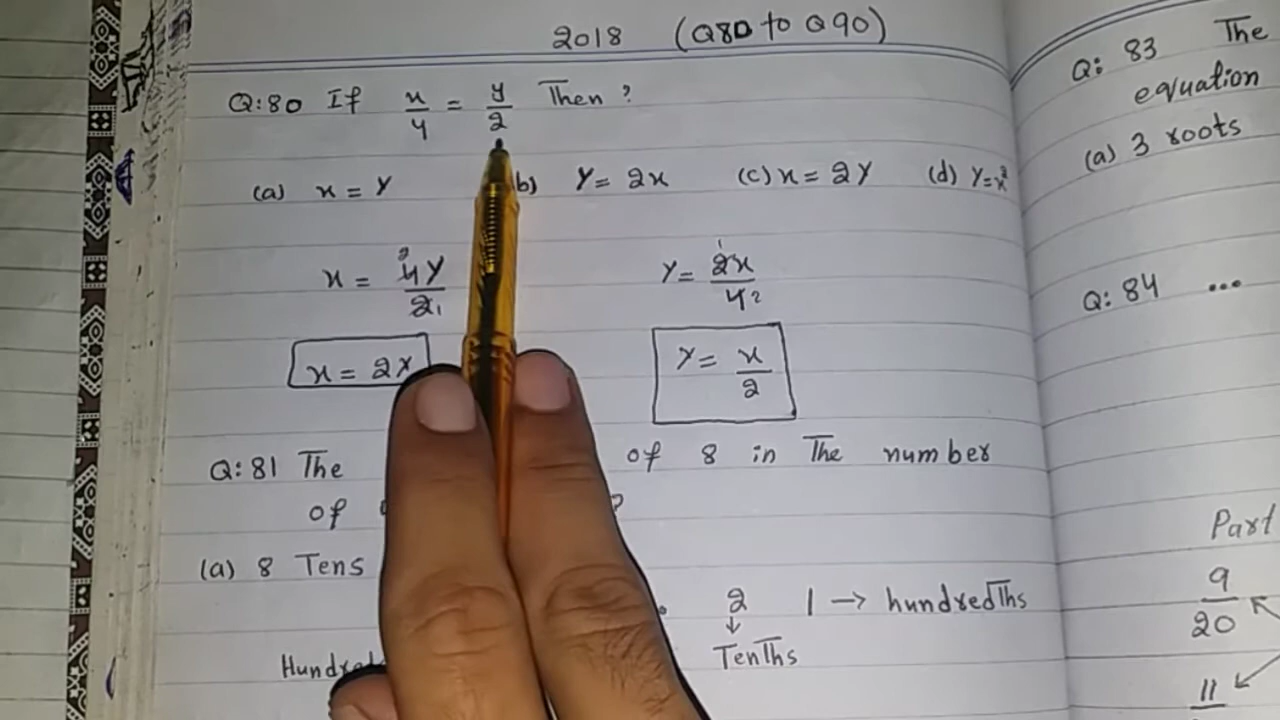 2018 (Q80 to Q90)
Q:80 If x/4 = y/2 Then ?
(a) x = y b) y = 2x (c) x = 2y (d) y = x²
x = 4y/2 y = 2x/4
x = 2y y = x/2
Q:81 The of 8 in The number
of ?
(a) 8 Tens
2 1 → hundredths
↓
Tenths
Q: 83 The
equation
(a) 3 roots
Q: 84 ...
Part
9/20
11